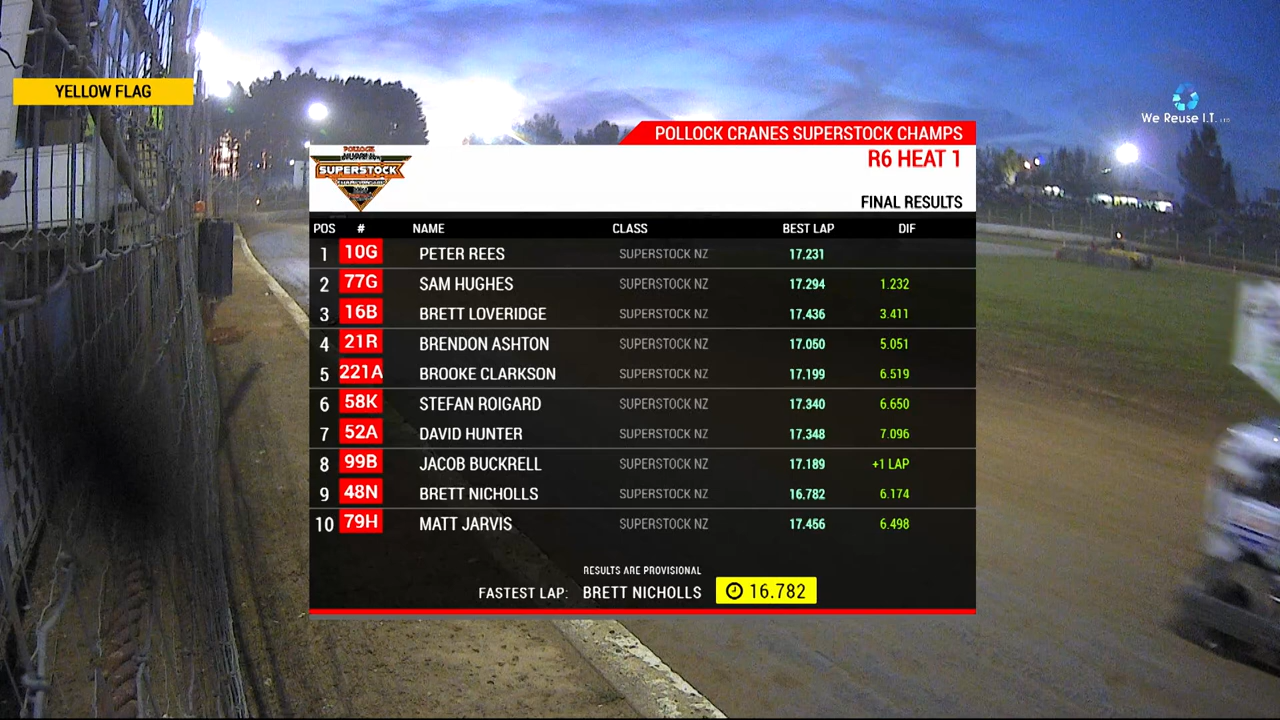 YELLOW FLAG
We Reuse I.T. LTD
POLLOCK CRANES SUPERSTOCK CHAMPS
R6 HEAT 1
FINAL RESULTS
POLLOCK
SUPERSTOCK
POS # NAME CLASS BEST LAP DIF
1 10G PETER REES SUPERSTOCK NZ 17.231
2 77G SAM HUGHES SUPERSTOCK NZ 17.294 1.232
3 16B BRETT LOVERIDGE SUPERSTOCK NZ 17.436 3.411
4 21R BRENDON ASHTON SUPERSTOCK NZ 17.050 5.051
5 221A BROOKE CLARKSON SUPERSTOCK NZ 17.199 6.519
6 58K STEFAN ROIGARD SUPERSTOCK NZ 17.340 6.650
7 52A DAVID HUNTER SUPERSTOCK NZ 17.348 7.096
8 99B JACOB BUCKRELL SUPERSTOCK NZ 17.189 +1 LAP
9 48N BRETT NICHOLLS SUPERSTOCK NZ 16.782 6.174
10 79H MATT JARVIS SUPERSTOCK NZ 17.456 6.498
RESULTS ARE PROVISIONAL
FASTEST LAP: BRETT NICHOLLS 16.782